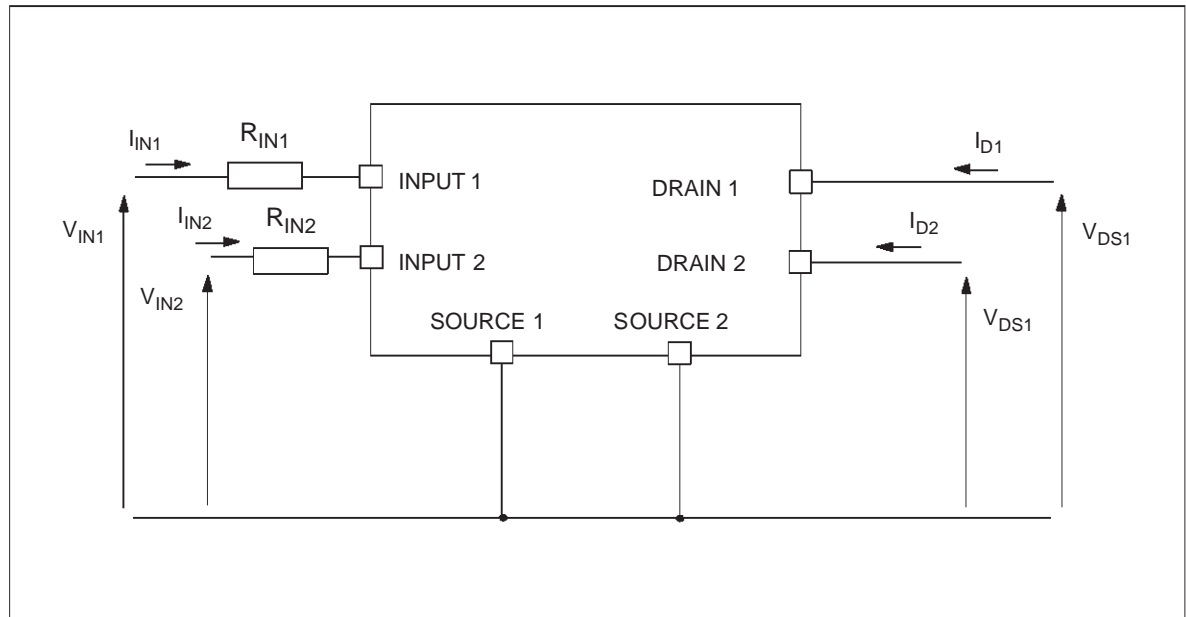 I_IN1
R_IN1
INPUT 1
I_IN2
R_IN2
INPUT 2
V_IN1
V_IN2
SOURCE 1
SOURCE 2
DRAIN 1
I_D1
DRAIN 2
I_D2
V_DS1
V_DS1